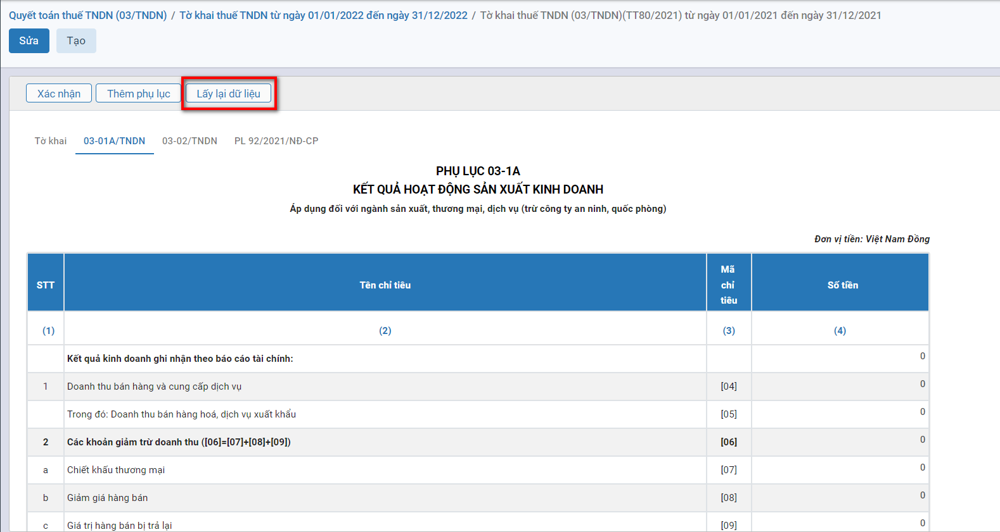 Quyết toán thuế TNDN (03/TNDN) / Tờ khai thuế TNDN từ ngày 01/01/2022 đến ngày 31/12/2022 / Tờ khai thuế TNDN (03/TNDN)(TT80/2021) từ ngày 01/01/2021 đến ngày 31/12/2021
Sửa Tạo
Xác nhận Thêm phụ lục Lấy lại dữ liệu
Tờ khai 03-01A/TNDN 03-02/TNDN PL 92/2021/NĐ-CP
PHỤ LỤC 03-1A
KẾT QUẢ HOẠT ĐỘNG SẢN XUẤT KINH DOANH
Áp dụng đối với ngành sản xuất, thương mại, dịch vụ (trừ công ty an ninh, quốc phòng)
Đơn vị tiền: Việt Nam Đồng
STT Tên chỉ tiêu Mã chỉ tiêu Số tiền
(1) (2) (3) (4)
Kết quả kinh doanh ghi nhận theo báo cáo tài chính: 0
1 Doanh thu bán hàng và cung cấp dịch vụ [04] 0
Trong đó: Doanh thu bán hàng hoá, dịch vụ xuất khẩu [05] 0
2 Các khoản giảm trừ doanh thu ([06]=[07]+[08]+[09]) [06] 0
a Chiết khấu thương mại [07] 0
b Giảm giá hàng bán [08] 0
c Giá trị hàng bán bị trả lại [09] 0